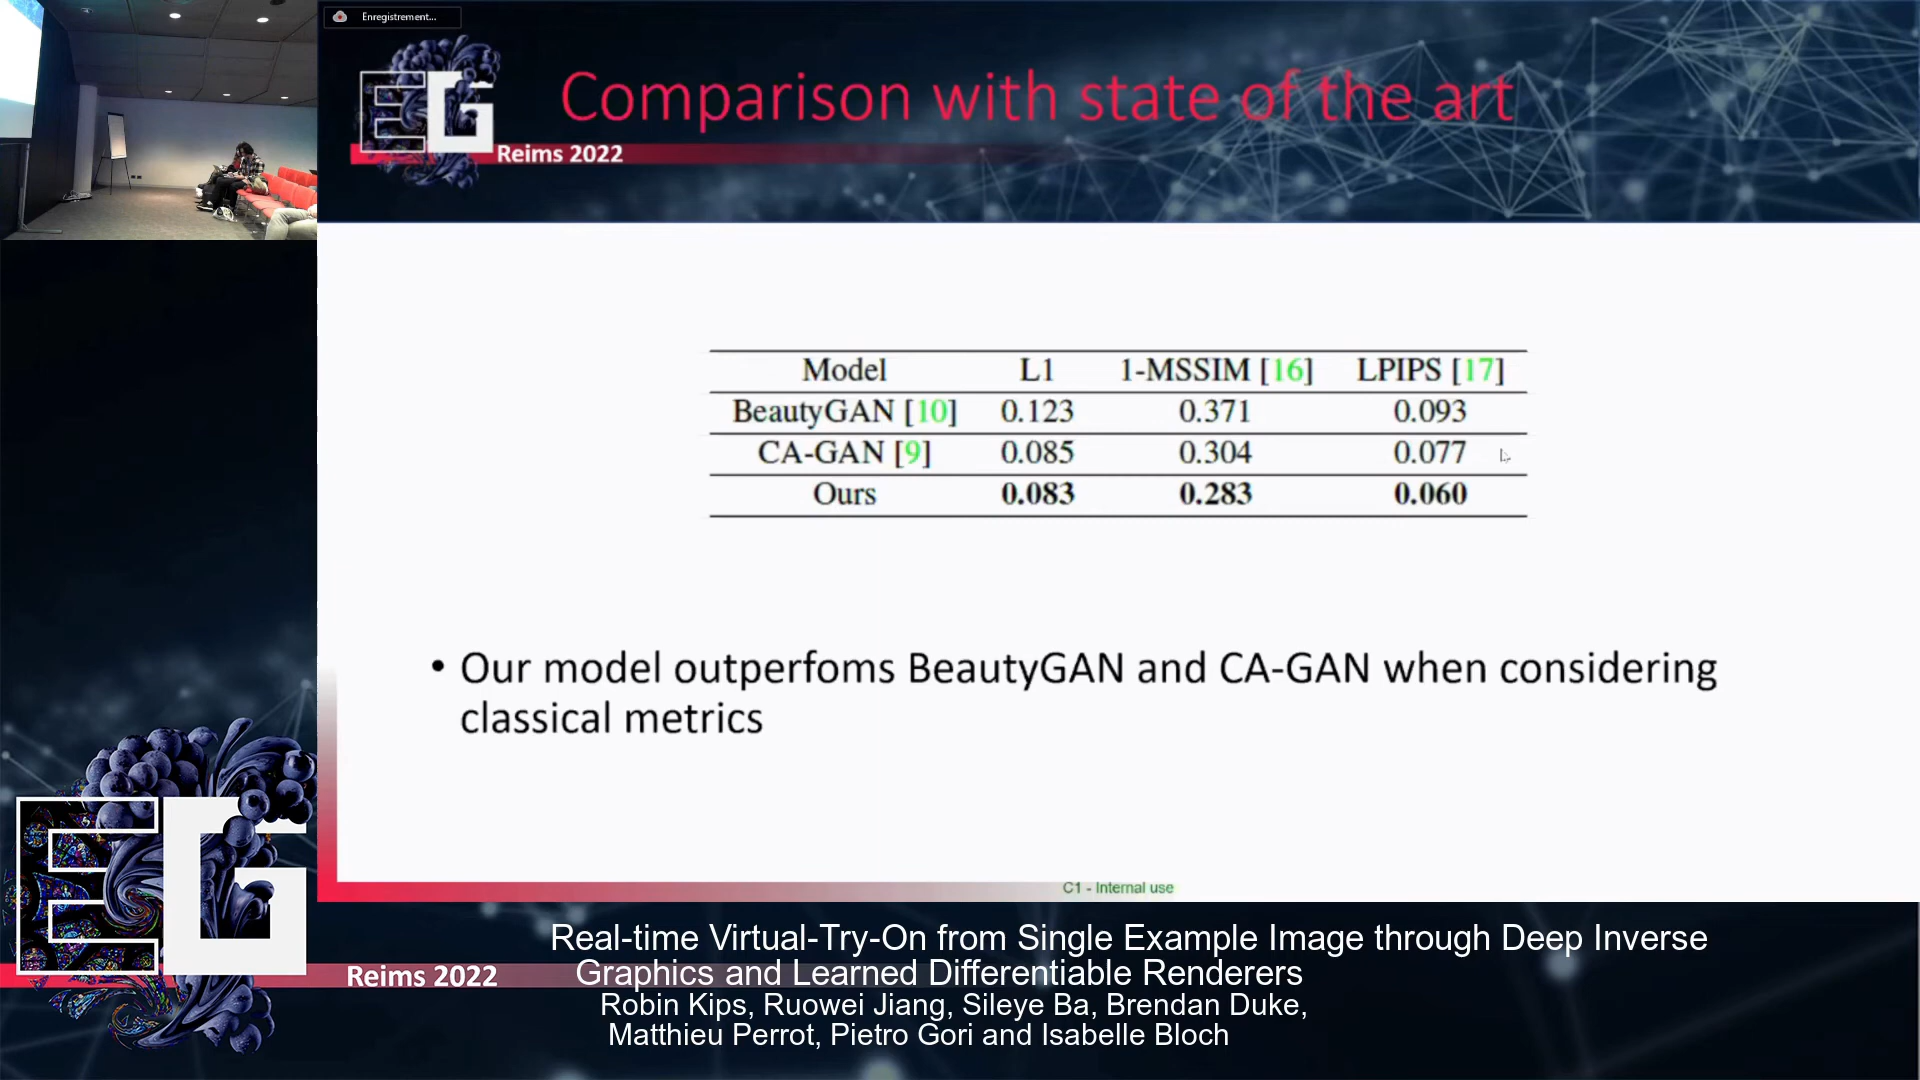 Enregistrement...
EG
Comparison with state of the art
Reims 2022
Model L1 1-MSSIM [16] LPIPS [17]
BeautyGAN [10] 0.123 0.371 0.093
CA-GAN [9] 0.085 0.304 0.077
Ours 0.083 0.283 0.060
• Our model outperfoms BeautyGAN and CA-GAN when considering
classical metrics
C1 - Internal use
EG
Reims 2022
Real-time Virtual-Try-On from Single Example Image through Deep Inverse
Graphics and Learned Differentiable Renderers
Robin Kips, Ruowei Jiang, Sileye Ba, Brendan Duke,
Matthieu Perrot, Pietro Gori and Isabelle Bloch